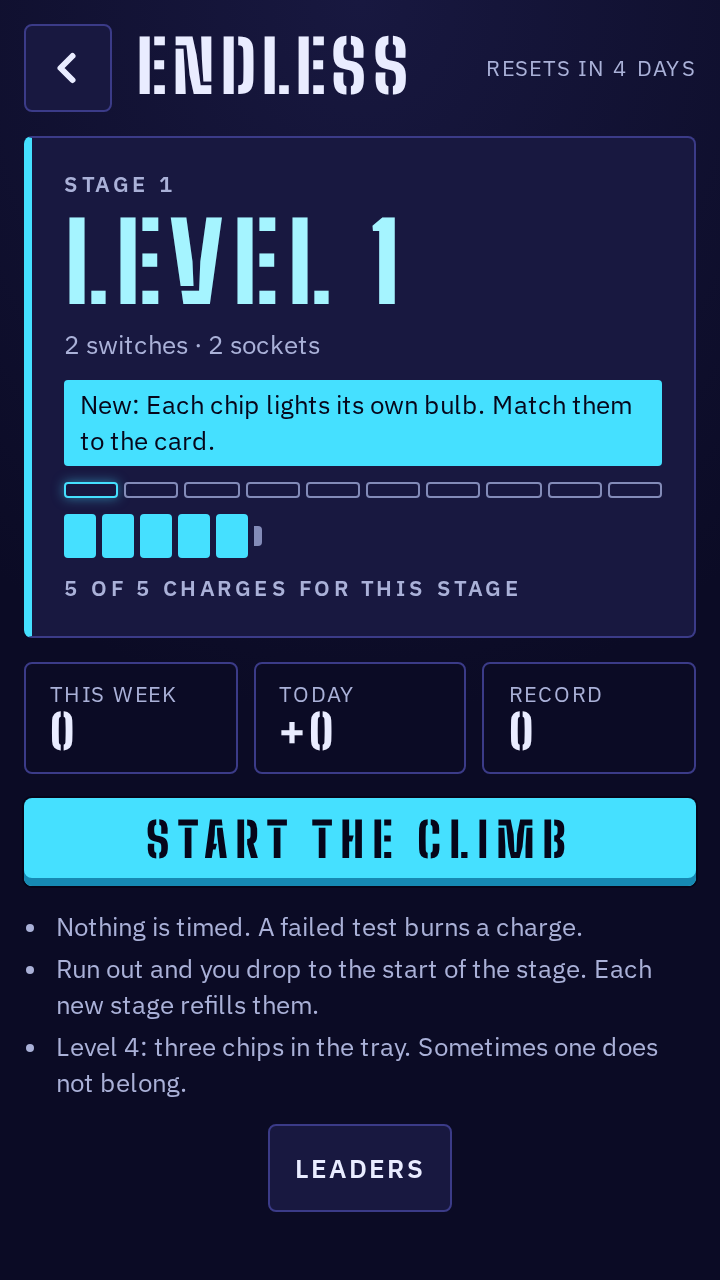 ENDLESS
RESETS IN 4 DAYS
STAGE 1
LEVEL 1
2 switches · 2 sockets
New: Each chip lights its own bulb. Match them
to the card.
5 OF 5 CHARGES FOR THIS STAGE
THIS WEEK
0
TODAY
+0
RECORD
0
START THE CLIMB
• Nothing is timed. A failed test burns a charge.
• Run out and you drop to the start of the stage. Each
new stage refills them.
• Level 4: three chips in the tray. Sometimes one does
not belong.
LEADERS